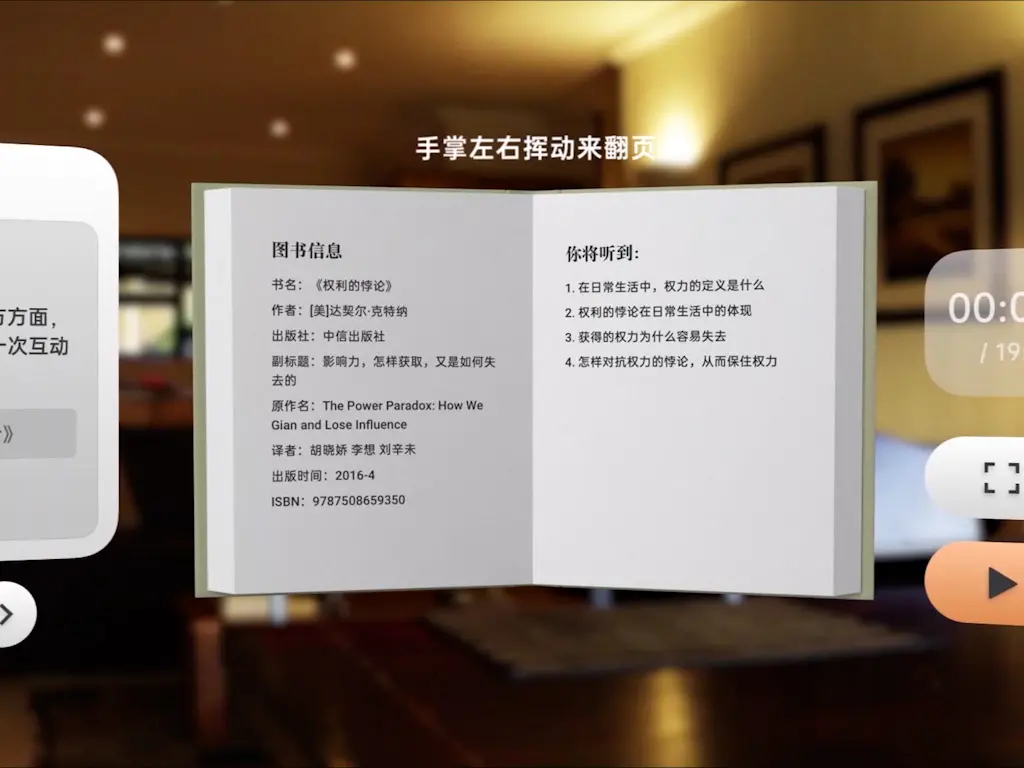 手掌左右挥动来翻页
方面，
一次互动
》
图书信息
书名：《权利的悖论》
作者：[美]达契尔·克特纳
出版社：中信出版社
副标题：影响力，怎样获取，又是如何失
去的
原作名：The Power Paradox: How We
Gian and Lose Influence
译者：胡晓娇 李想 刘辛未
出版时间：2016-4
ISBN：9787508659350
你将听到：
1. 在日常生活中，权力的定义是什么
2. 权利的悖论在日常生活中的体现
3. 获得的权力为什么容易失去
4. 怎样对抗权力的悖论，从而保住权力
00:0
/ 19